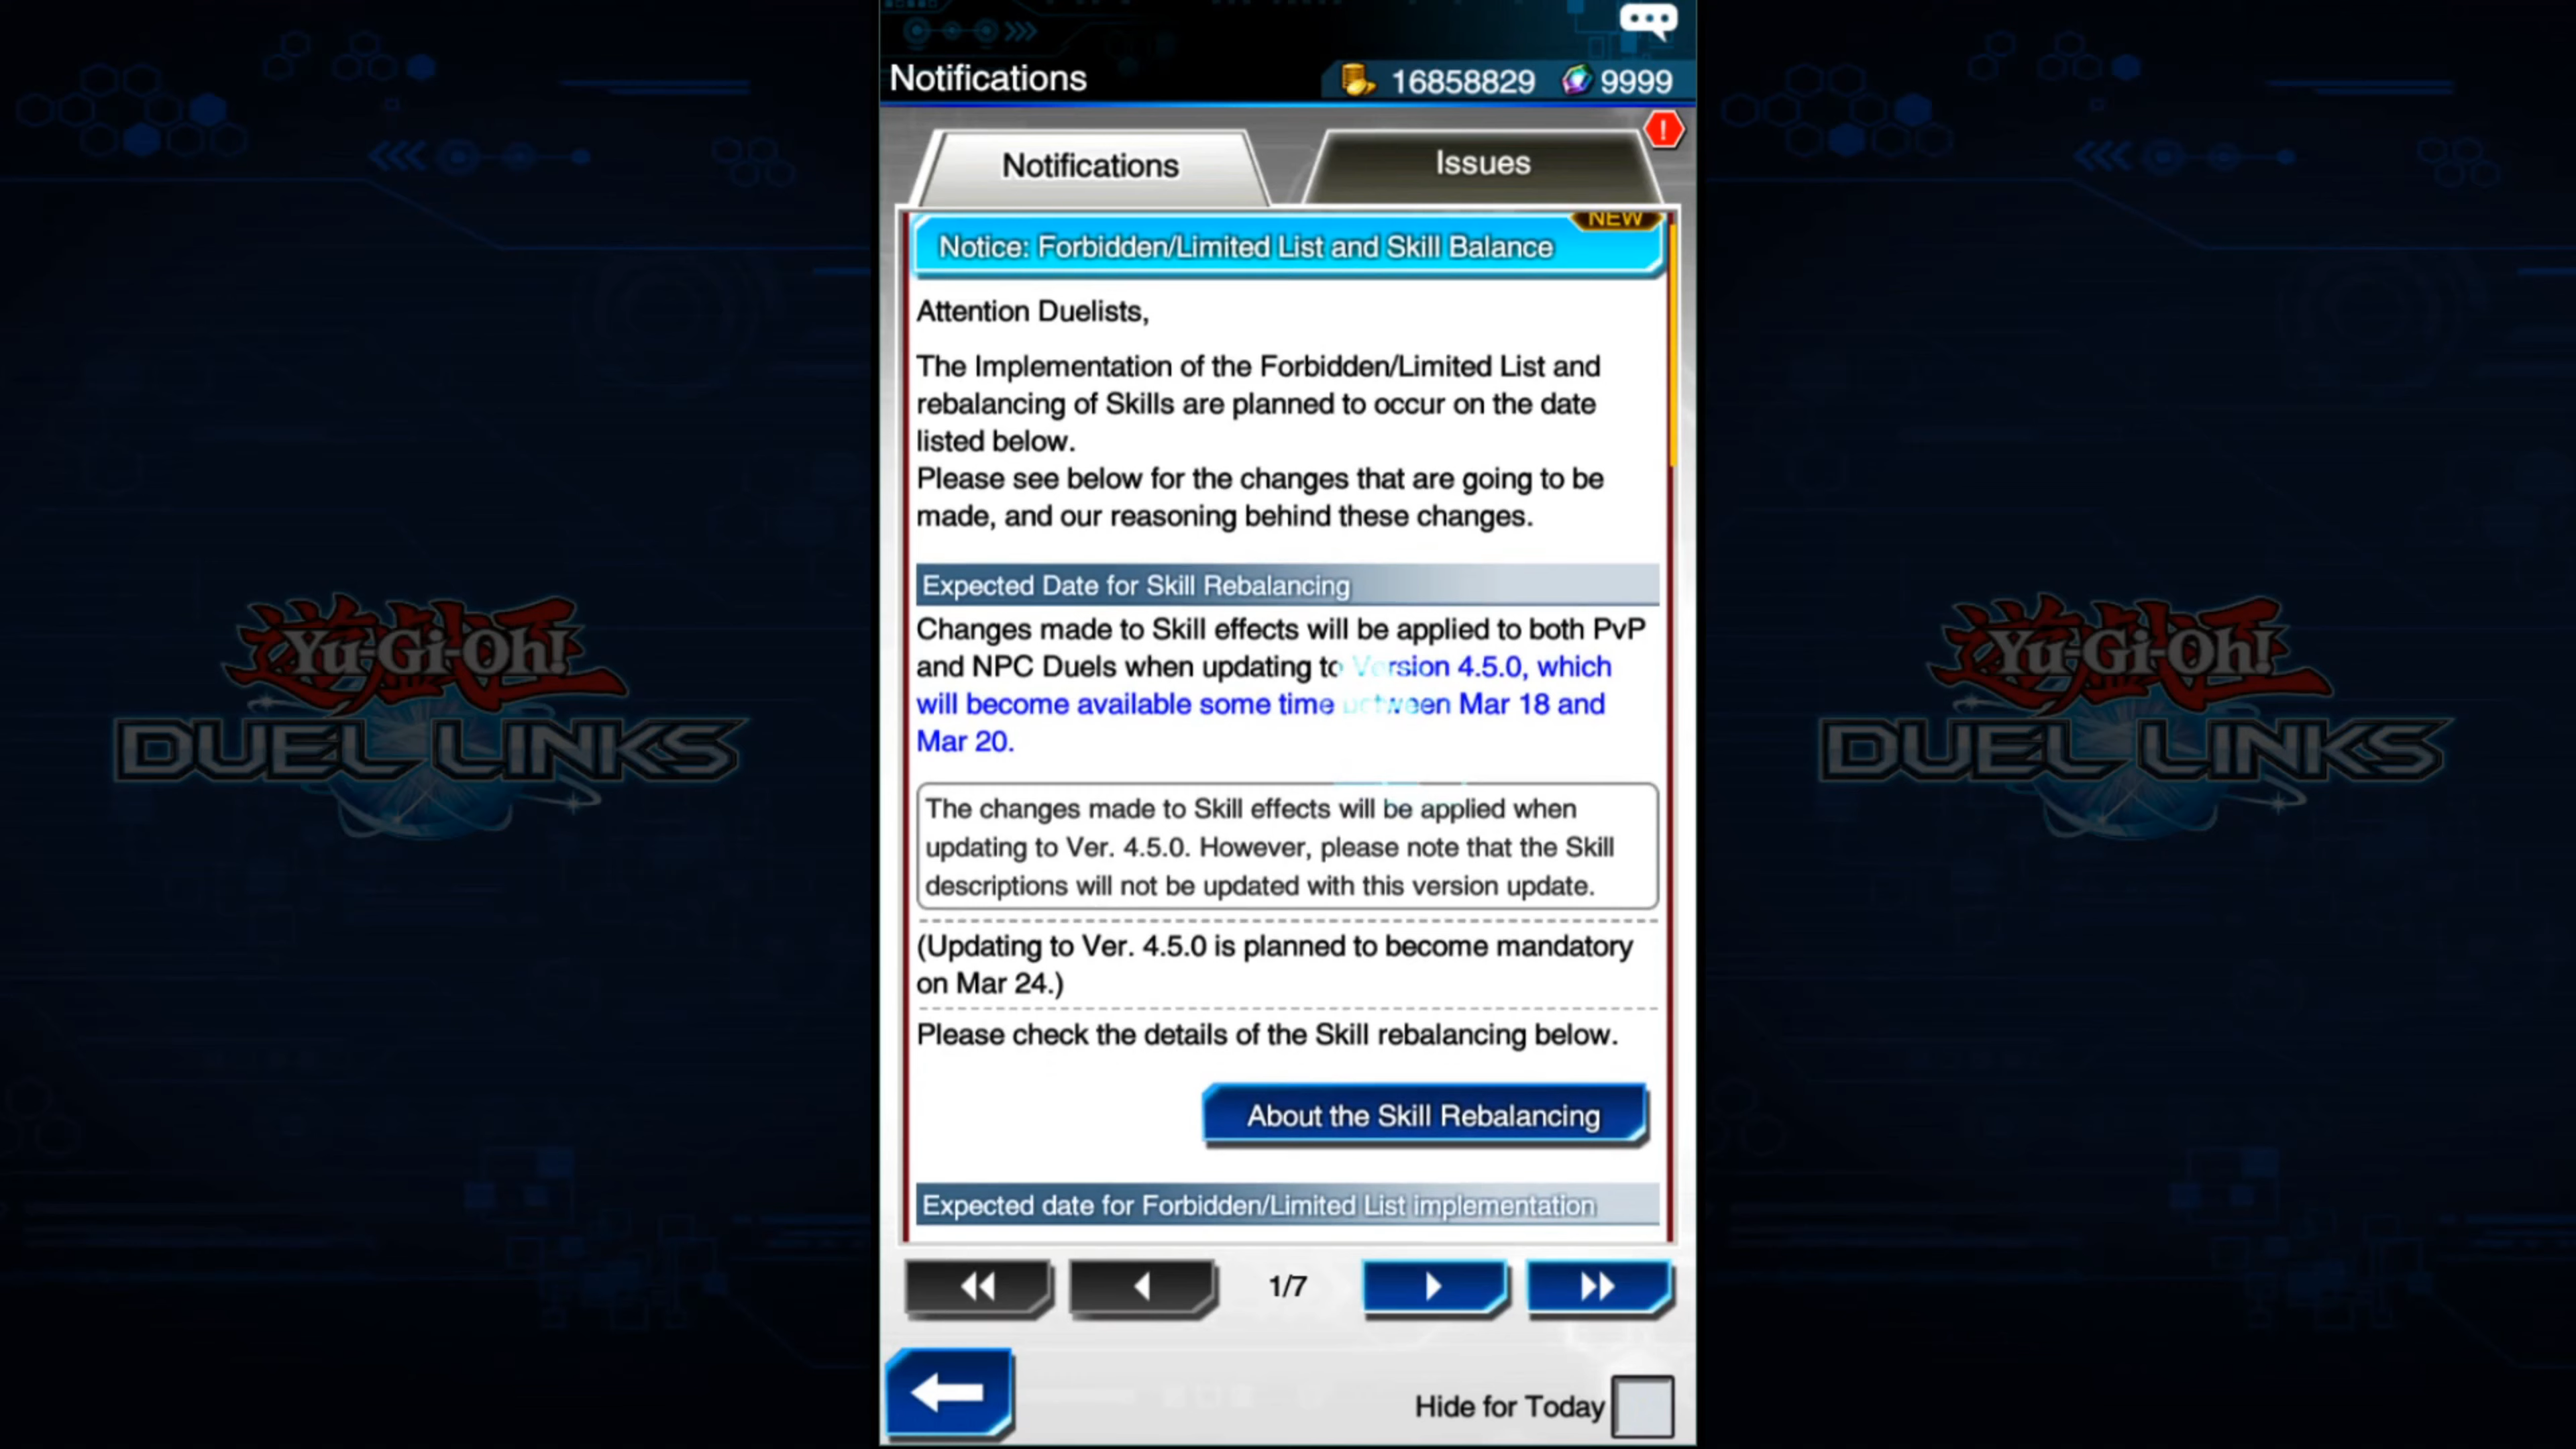 Notifications
16858829
9999
Notifications
Issues
!
NEW
Notice: Forbidden/Limited List and Skill Balance
Attention Duelists,
The Implementation of the Forbidden/Limited List and
rebalancing of Skills are planned to occur on the date
listed below.
Please see below for the changes that are going to be
made, and our reasoning behind these changes.
Expected Date for Skill Rebalancing
Changes made to Skill effects will be applied to both PvP
and NPC Duels when updating to Version 4.5.0, which
will become available some time between Mar 18 and
Mar 20.
The changes made to Skill effects will be applied when
updating to Ver. 4.5.0. However, please note that the Skill
descriptions will not be updated with this version update.
(Updating to Ver. 4.5.0 is planned to become mandatory
on Mar 24.)
Please check the details of the Skill rebalancing below.
About the Skill Rebalancing
Expected date for Forbidden/Limited List implementation
1/7
Hide for Today
遊戯王
Yu-Gi-Oh!
DUEL LINKS
遊戯王
Yu-Gi-Oh!
DUEL LINKS